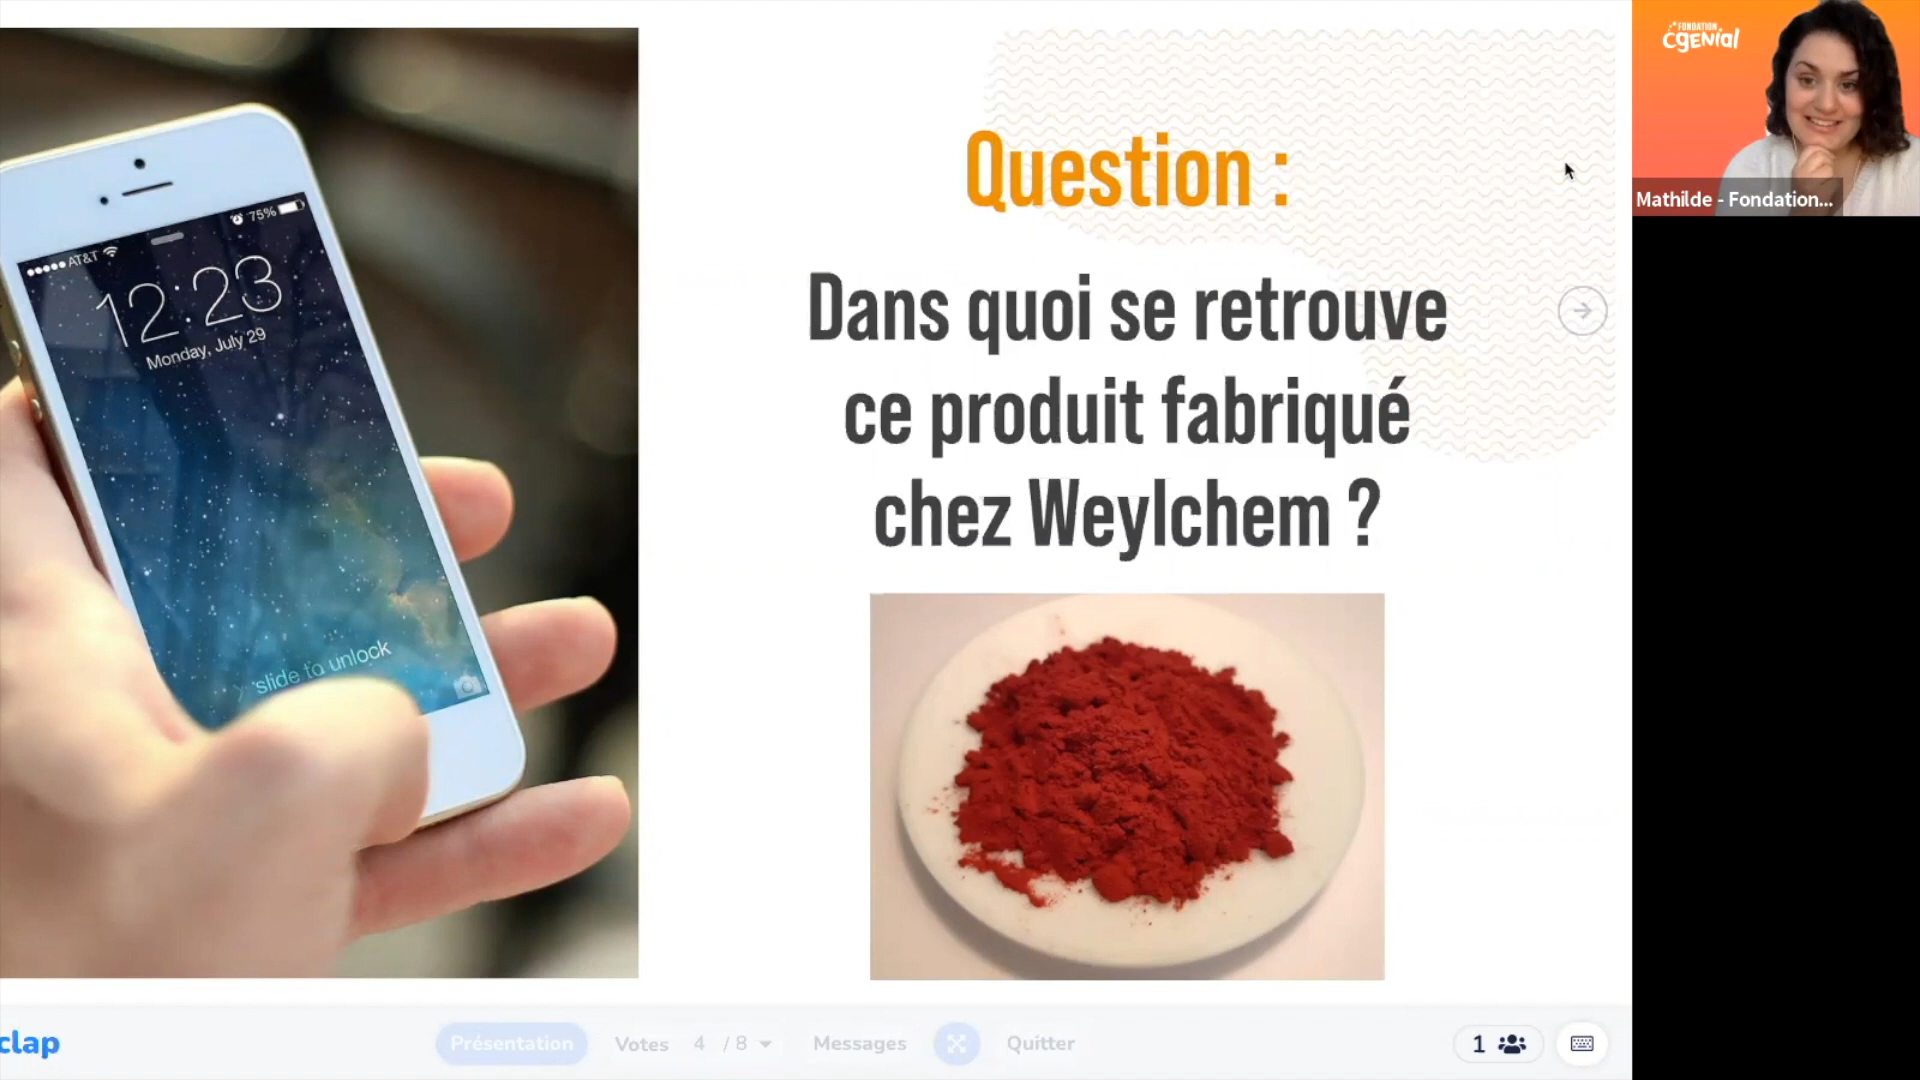 75%
AT&T
12:23
Monday, July 29
slide to unlock
Question :
Dans quoi se retrouve
ce produit fabriqué
chez Weylchem ?
FONDATION
CGENIAL
Mathilde - Fondation...
clap
Présentation
Votes 4 / 8
Messages
Quitter
1